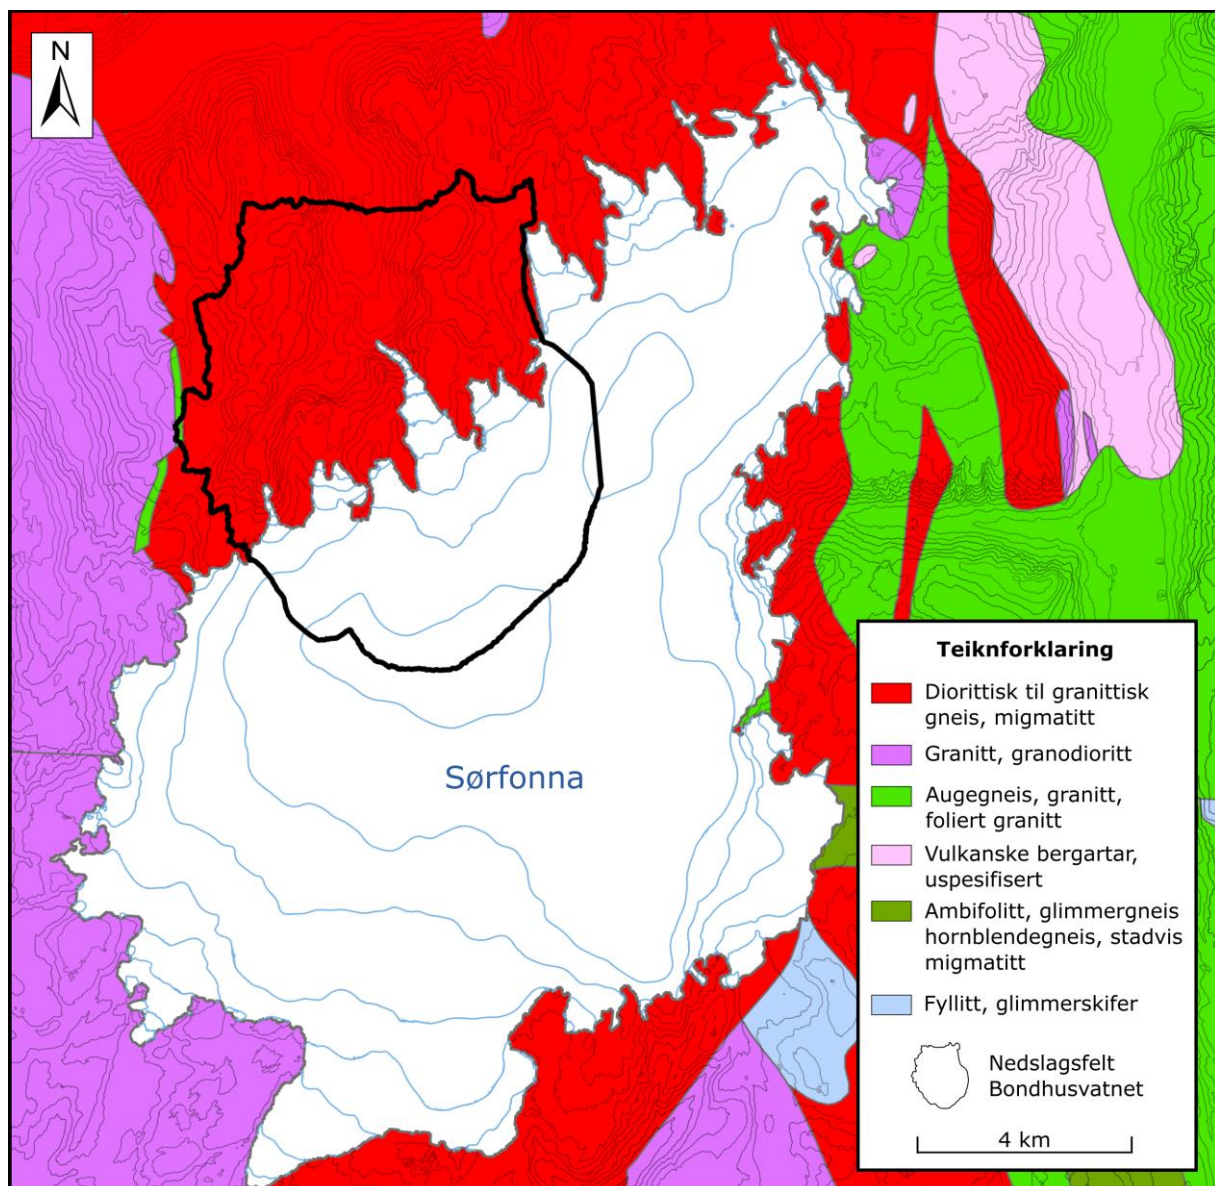 N
Sørfonna
Teiknforklaring
Diorittisk til granittisk
gneis, migmatitt
Granitt, granodioritt
Augegneis, granitt,
foliert granitt
Vulkanske bergartar,
uspesifisert
Ambifolitt, glimmergneis
hornblendegneis, stadvis
migmatitt
Fyllitt, glimmerskifer
Nedslagsfelt
Bondhusvatnet
4 km